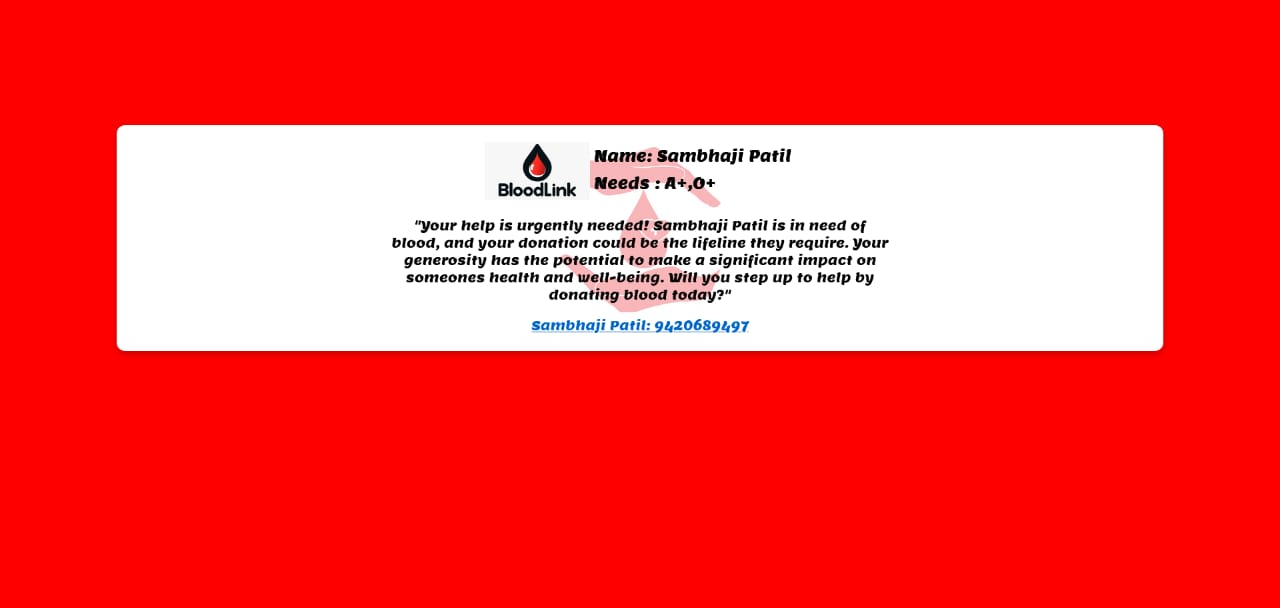 BloodLink
Name: Sambhaji Patil
Needs : A+,O+
"Your help is urgently needed! Sambhaji Patil is in need of
blood, and your donation could be the lifeline they require. Your
generosity has the potential to make a significant impact on
someones health and well-being. Will you step up to help by
donating blood today?"
Sambhaji Patil: 9420689497